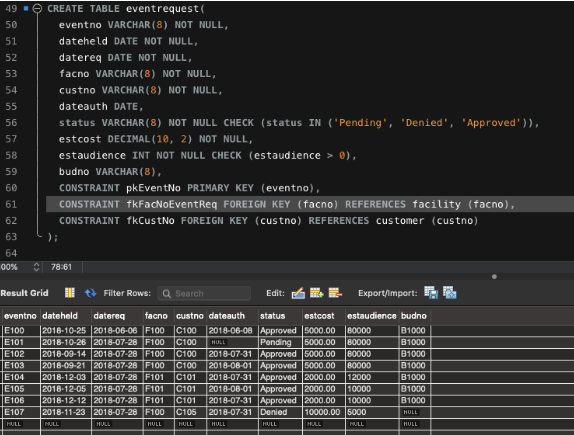 49 CREATE TABLE eventrequest(
50 eventno VARCHAR(8) NOT NULL,
51 dateheld DATE NOT NULL,
52 datereq DATE NOT NULL,
53 facno VARCHAR(8) NOT NULL,
54 custno VARCHAR(8) NOT NULL,
55 dateauth DATE,
56 status VARCHAR(8) NOT NULL CHECK (status IN ('Pending', 'Denied', 'Approved')),
57 estcost DECIMAL(10, 2) NOT NULL,
58 estaudience INT NOT NULL CHECK (estaudience > 0),
59 budno VARCHAR(8),
60 CONSTRAINT pkEventNo PRIMARY KEY (eventno),
61 CONSTRAINT fkFacNoEventReq FOREIGN KEY (facno) REFERENCES facility (facno),
62 CONSTRAINT fkCustNo FOREIGN KEY (custno) REFERENCES customer (custno)
63 );
64
00% 78:61
Result Grid Filter Rows: Search Edit: Export/Import:
eventno dateheld datereq facno custno dateauth status estcost estaudience budno
E100 2018-10-25 2018-06-06 F100 C100 2018-06-08 Approved 5000.00 80000 B1000
E101 2018-10-26 2018-07-28 F100 C100 NULL Pending 5000.00 80000 B1000
E102 2018-09-14 2018-07-28 F100 C100 2018-07-31 Approved 5000.00 80000 B1000
E103 2018-09-21 2018-07-28 F100 C100 2018-08-01 Approved 5000.00 80000 B1000
E104 2018-12-03 2018-07-28 F101 C101 2018-07-31 Approved 2000.00 12000 B1000
E105 2018-12-05 2018-07-28 F101 C101 2018-08-01 Approved 2000.00 10000 B1000
E106 2018-12-12 2018-07-28 F101 C101 2018-07-31 Approved 2000.00 10000 B1000
E107 2018-11-23 2018-07-28 F100 C105 2018-07-31 Denied 10000.00 5000 NULL
NULL NULL NULL NULL NULL NULL NULL NULL NULL NULL